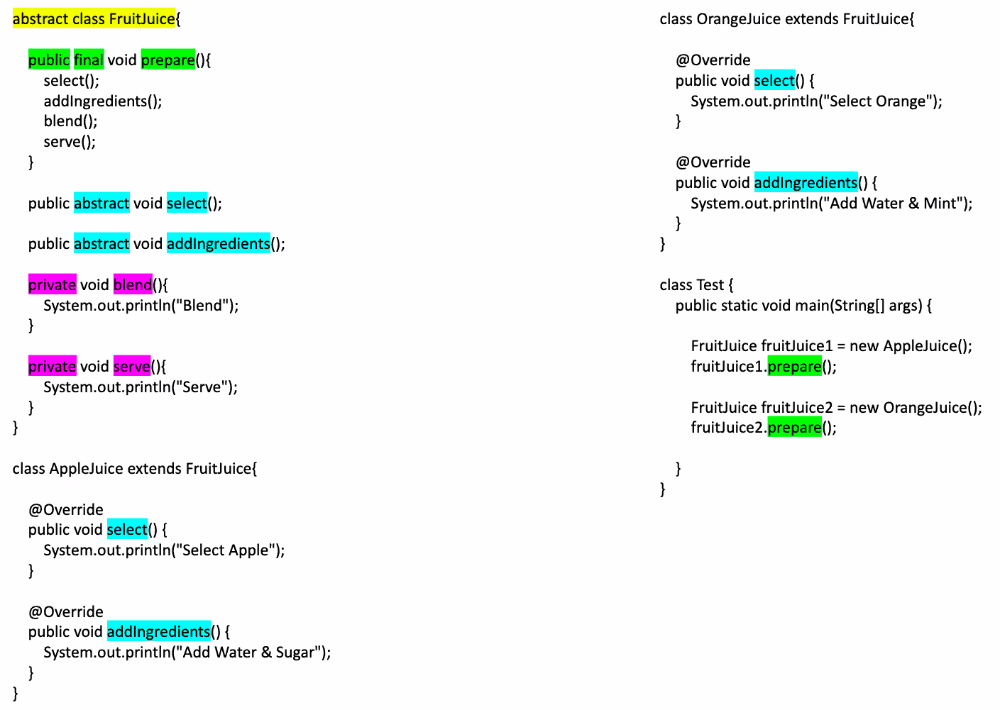 abstract class FruitJuice{
public final void prepare(){
select();
addIngredients();
blend();
serve();
}
public abstract void select();
public abstract void addIngredients();
private void blend(){
System.out.println("Blend");
}
private void serve(){
System.out.println("Serve");
}
}
class AppleJuice extends FruitJuice{
@Override
public void select() {
System.out.println("Select Apple");
}
@Override
public void addIngredients() {
System.out.println("Add Water & Sugar");
}
}
class OrangeJuice extends FruitJuice{
@Override
public void select() {
System.out.println("Select Orange");
}
@Override
public void addIngredients() {
System.out.println("Add Water & Mint");
}
}
class Test {
public static void main(String[] args) {
FruitJuice fruitJuice1 = new AppleJuice();
fruitJuice1.prepare();
FruitJuice fruitJuice2 = new OrangeJuice();
fruitJuice2.prepare();
}
}